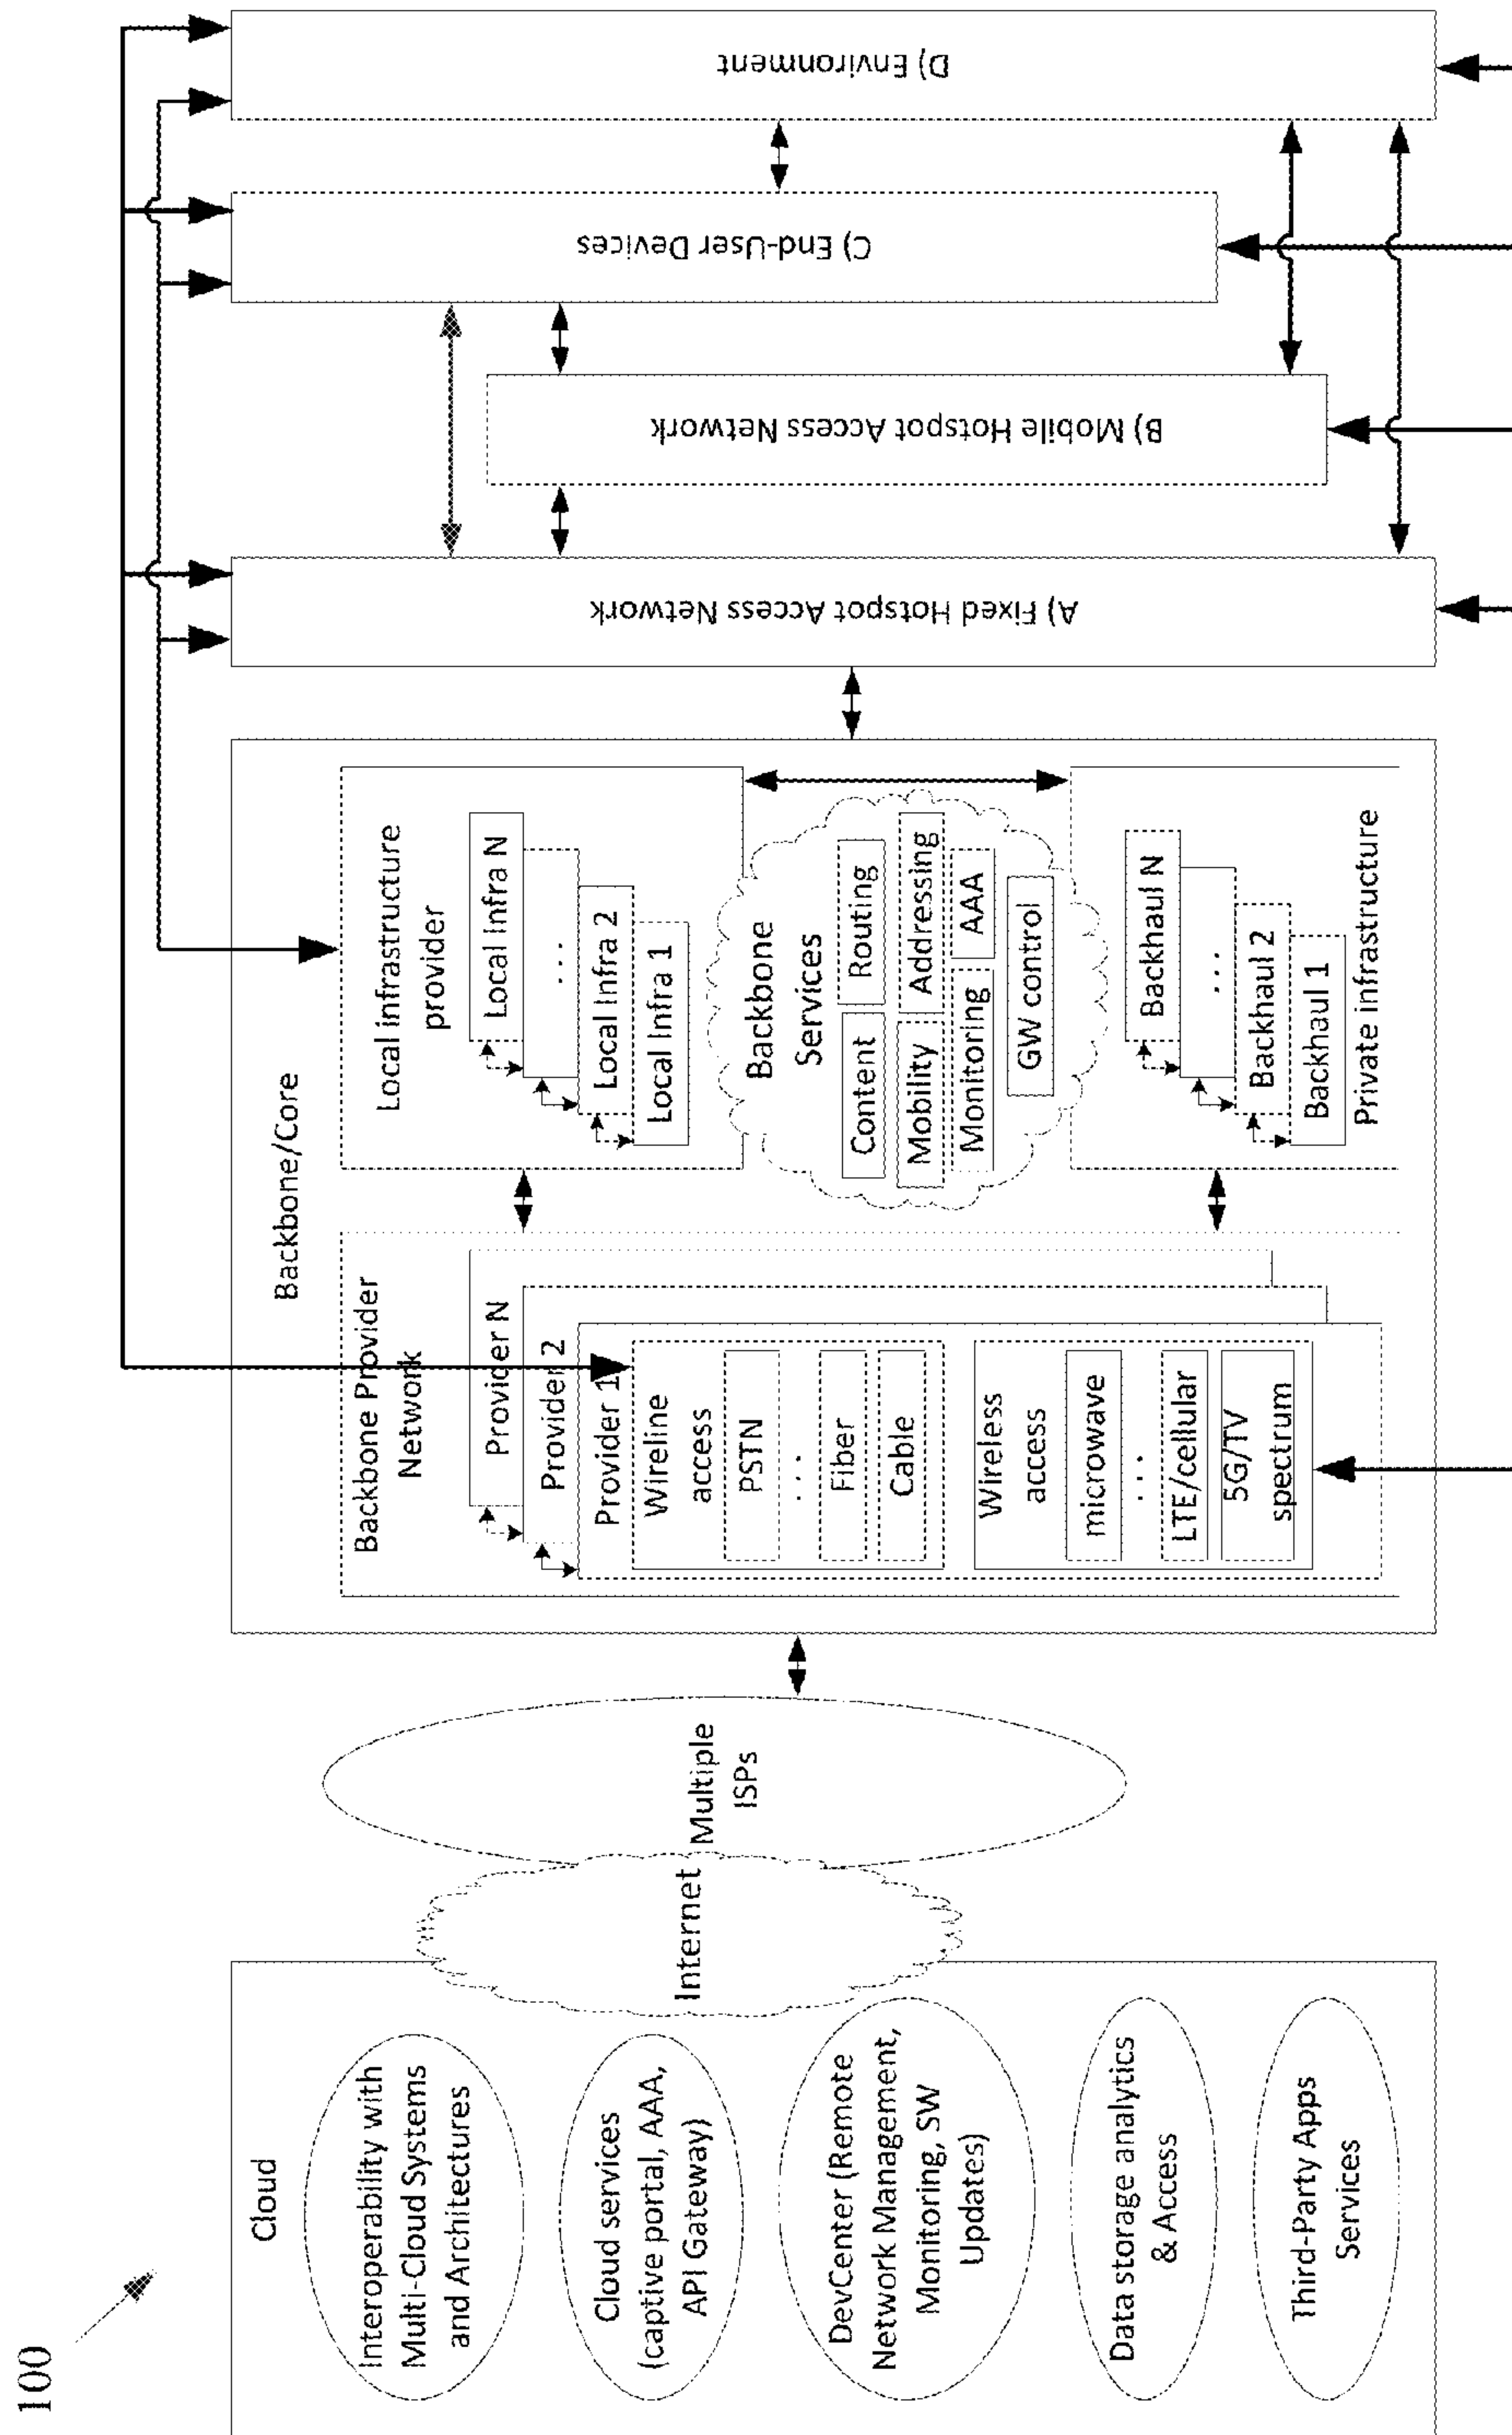 100
Cloud
Interoperability with
Multi-Cloud Systems
and Architectures
Cloud services
(captive portal, AAA,
API Gateway)
DevCenter (Remote
Network Management,
Monitoring, SW
Updates)
Data storage analytics
& Access
Third-Party Apps
Services
Internet
Multiple
ISPs
Backbone/Core
Backbone Provider
Network
Provider N
Provider 2
Provider 1
Wireline
access
PSTN
...
Fiber
Cable
Wireless
access
microwave
...
LTE/cellular
5G/TV
spectrum
Local infrastructure
provider
Local Infra N
...
Local Infra 2
Local Infra 1
Backbone
Services
Content
Routing
Mobility
Addressing
Monitoring
AAA
GW control
Backhaul N
...
Backhaul 2
Backhaul 1
Private infrastructure
A) Fixed Hotspot Access Network
B) Mobile Hotspot Access Network
C) End-User Devices
D) Environment